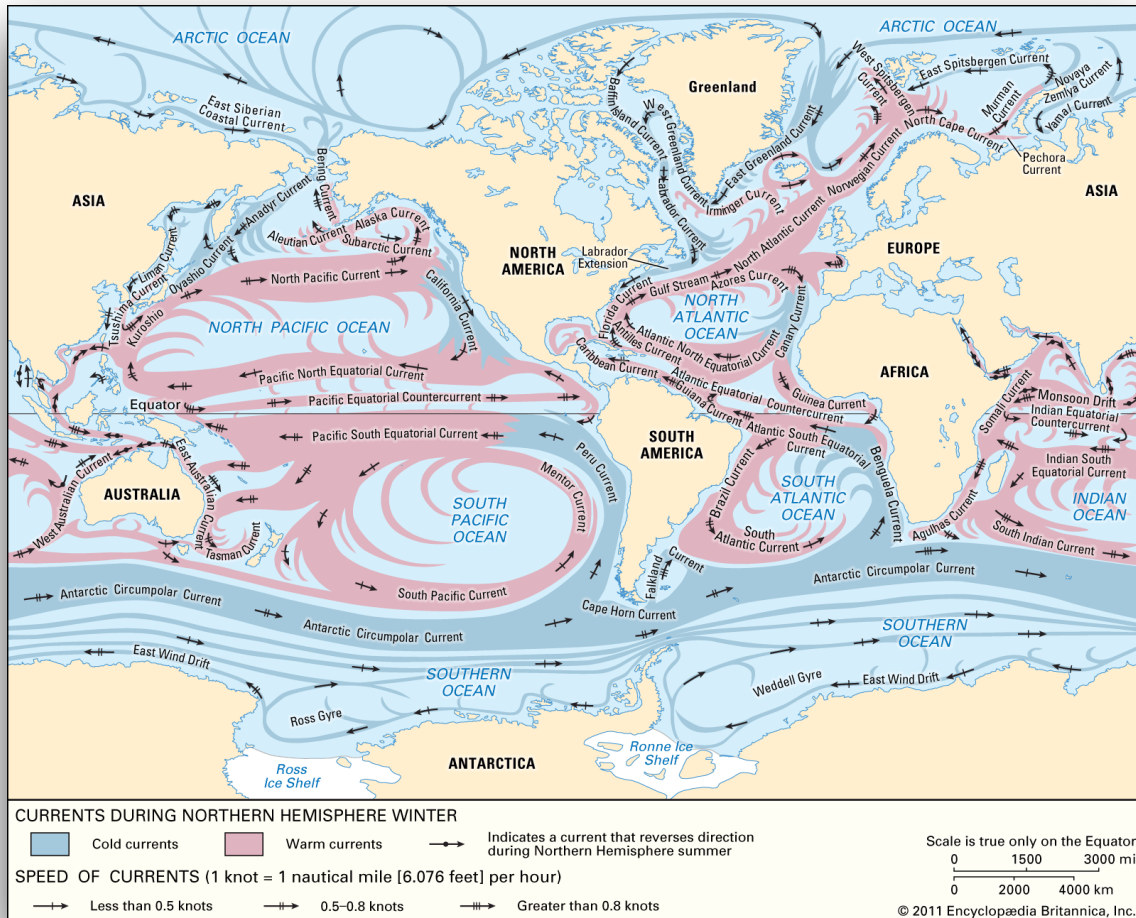 ARCTIC OCEAN
ARCTIC OCEAN
East Siberian
Coastal Current
Bering Current
Anadyr Current
Oyashio Current
Liman Current
Tsushima Current
Kuroshio
Aleutian Current
Alaska Current
Subarctic Current
North Pacific Current
California Current
ASIA
NORTH
AMERICA
Greenland
Baffin Island Current
West Greenland
Current
East Greenland Current
Irminger Current
Labrador Current
Labrador
Extension
West Spitsbergen
Current
East Spitsbergen Current
Novaya
Zemlya Current
Murman
Current
Yamal Current
North Cape Current
Pechora
Current
Norwegian Current
North Atlantic Current
ASIA
EUROPE
NORTH PACIFIC OCEAN
Pacific North Equatorial Current
Equator
Pacific Equatorial Countercurrent
Pacific South Equatorial Current
Florida Current
Gulf Stream
Azores Current
NORTH
ATLANTIC
OCEAN
Canary Current
Antilles Current
Atlantic North Equatorial Current
Caribbean Current
Atlantic Equatorial Countercurrent
Guiana Current
Guinea Current
Atlantic South Equatorial
Current
AFRICA
Somali Current
Monsoon Drift
Indian Equatorial
Countercurrent
Indian South
Equatorial Current
INDIAN
OCEAN
South Indian Current
Agulhas Current
Benguela Current
SOUTH
ATLANTIC
OCEAN
South
Atlantic Current
Brazil Current
SOUTH
AMERICA
Peru Current
Mentor Current
SOUTH
PACIFIC
OCEAN
South Pacific Current
AUSTRALIA
West Australian Current
East Australian
Current
Tasman Current
Falkland
Current
Cape Horn Current
Antarctic Circumpolar Current
Antarctic Circumpolar Current
Antarctic Circumpolar Current
East Wind Drift
SOUTHERN
OCEAN
SOUTHERN
OCEAN
Ross Gyre
Weddell Gyre
East Wind Drift
Ross
Ice Shelf
ANTARCTICA
Ronne Ice
Shelf
CURRENTS DURING NORTHERN HEMISPHERE WINTER
Cold currents
Warm currents
Indicates a current that reverses direction
during Northern Hemisphere summer
SPEED OF CURRENTS (1 knot = 1 nautical mile [6.076 feet] per hour)
Less than 0.5 knots
0.5–0.8 knots
Greater than 0.8 knots
Scale is true only on the Equator
0 1500 3000 mi
0 2000 4000 km
© 2011 Encyclopædia Britannica, Inc.